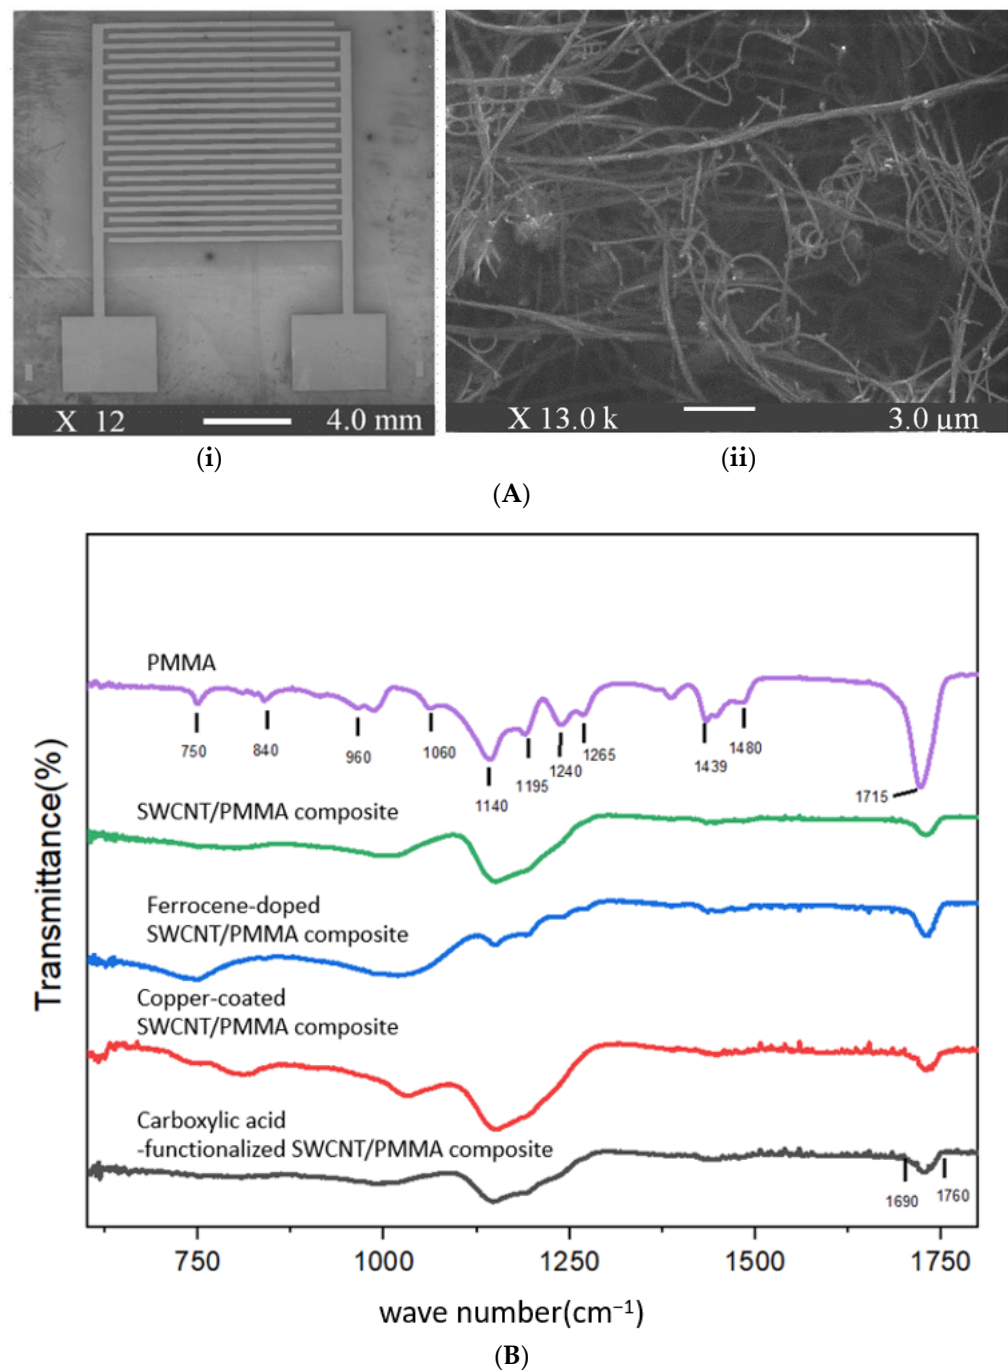 X 12 4.0 mm
X 13.0 k 3.0 μm
(i)
(ii)
(A)
PMMA
750
840
960
1060
1140
1195
1240
1265
1439
1480
1715
SWCNT/PMMA composite
Ferrocene-doped
SWCNT/PMMA composite
Copper-coated
SWCNT/PMMA composite
Carboxylic acid
-functionalized SWCNT/PMMA composite
1690
1760
Transmittance(%)
750 1000 1250 1500 1750
wave number(cm⁻¹)
(B)